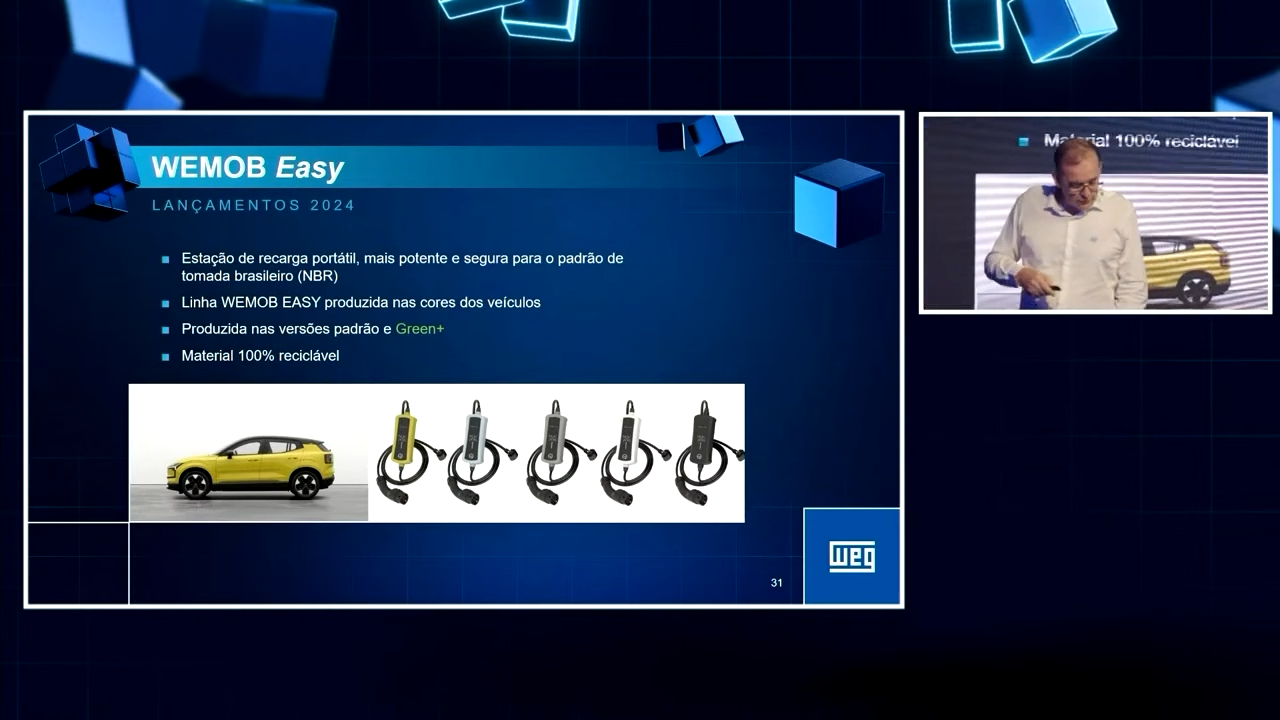 WEMOB Easy
LANÇAMENTOS 2024
Estação de recarga portátil, mais potente e segura para o padrão de
tomada brasileiro (NBR)
Linha WEMOB EASY produzida nas cores dos veículos
Produzida nas versões padrão e Green+
Material 100% reciclável
31
weg
Material 100% reciclável